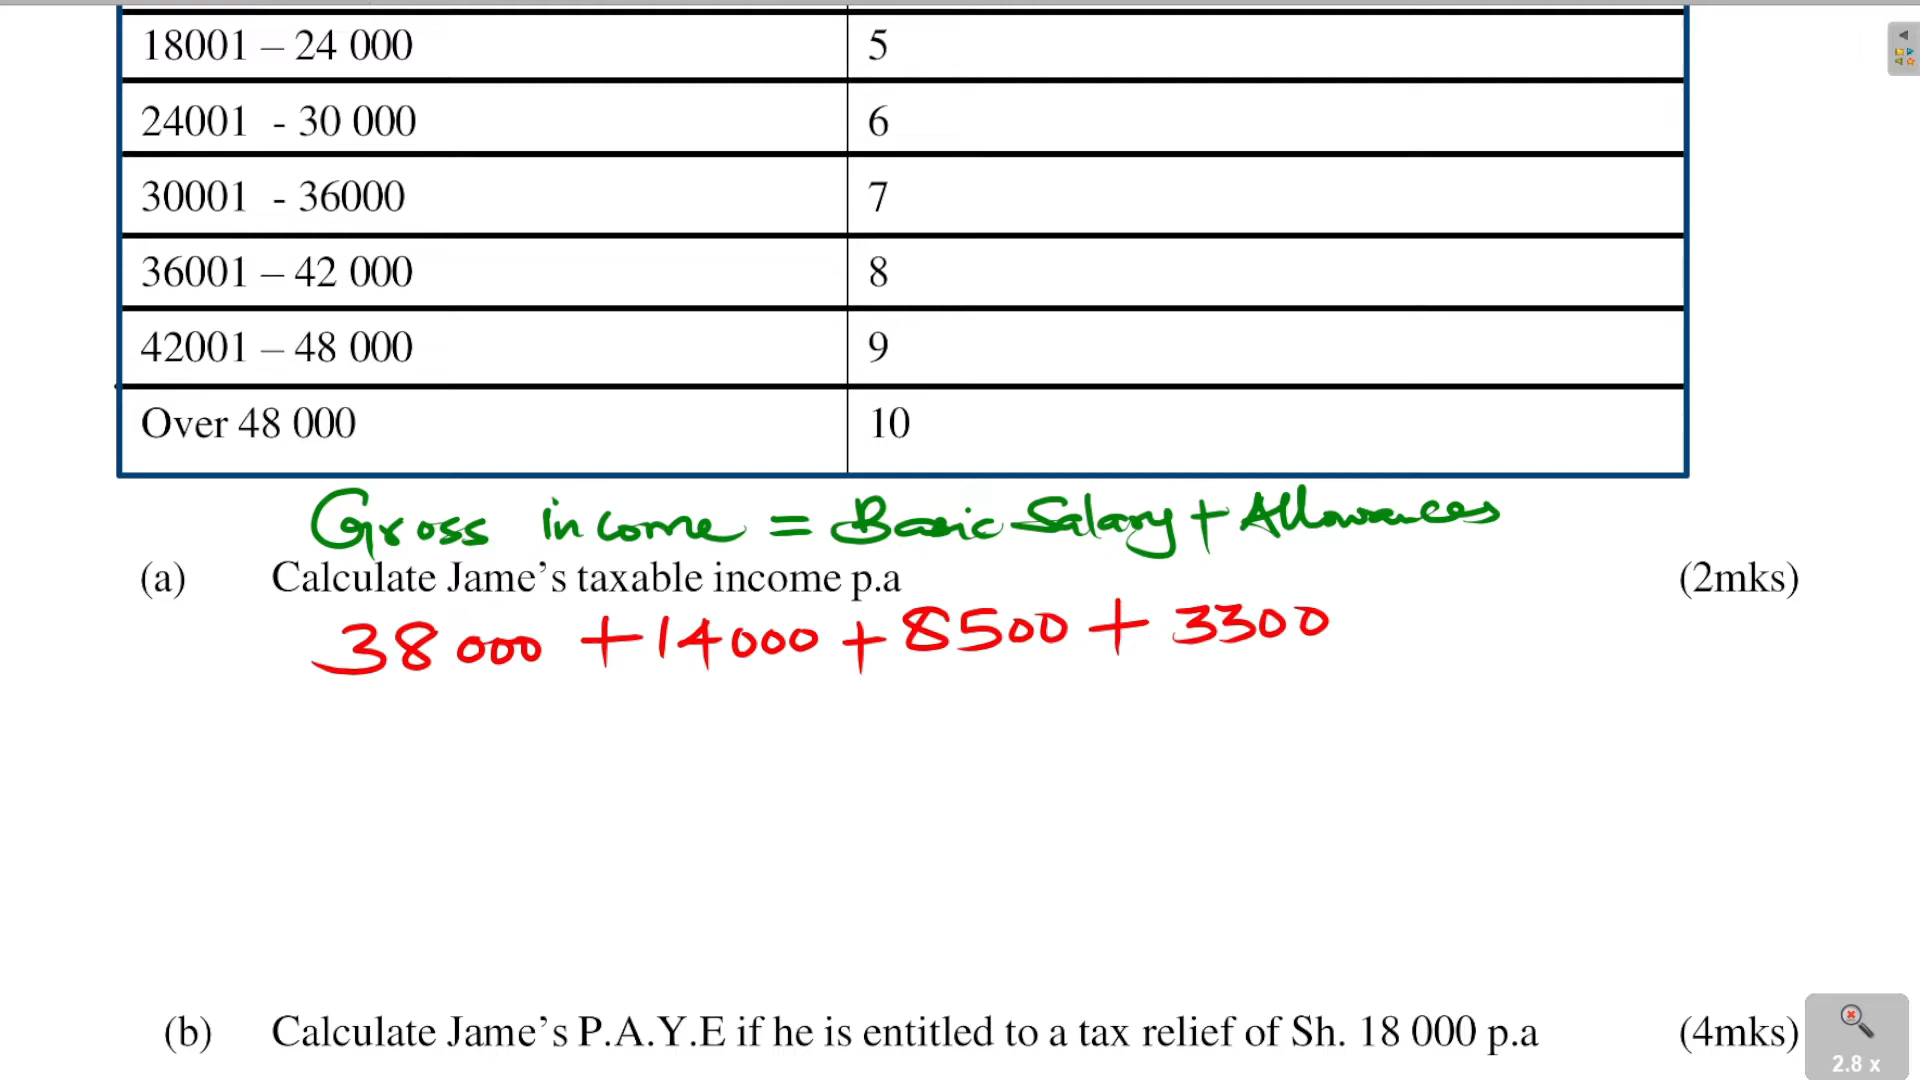 18001 – 24 000 5
24001 - 30 000 6
30001 - 36000 7
36001 – 42 000 8
42001 – 48 000 9
Over 48 000 10
Gross income = Basic Salary + Allowances
(a) Calculate Jame’s taxable income p.a (2mks)
38 000 + 14000 + 8500 + 3300
(b) Calculate Jame’s P.A.Y.E if he is entitled to a tax relief of Sh. 18 000 p.a (4mks)
2.8 x